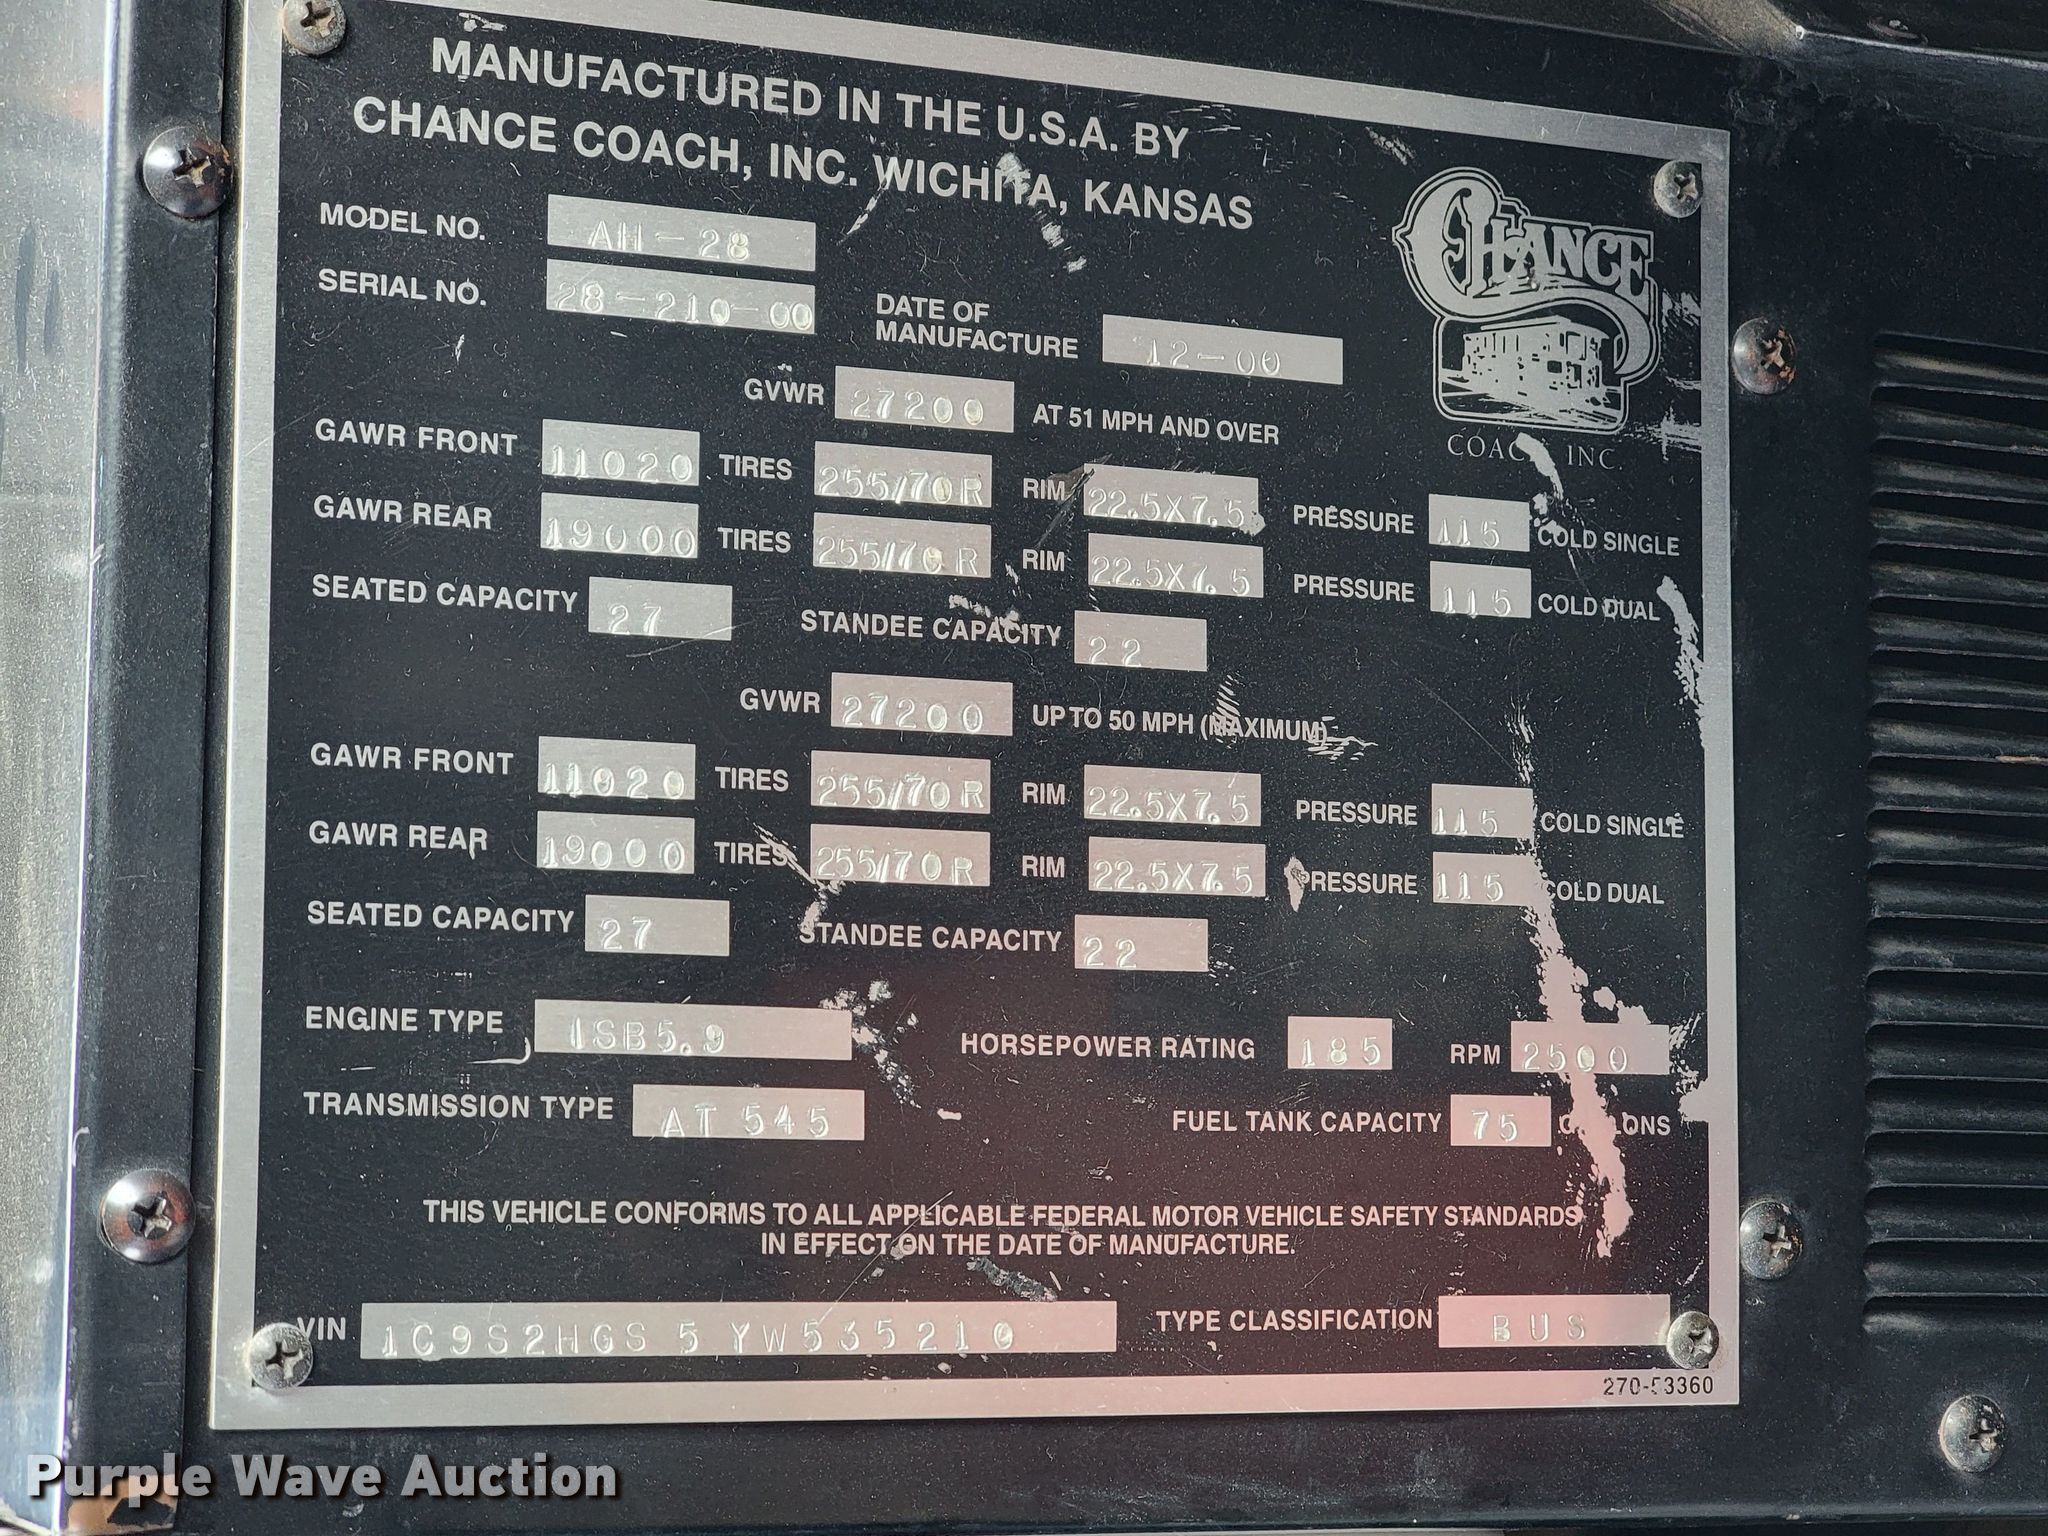 MANUFACTURED IN THE U.S.A. BY
CHANCE COACH, INC. WICHITA, KANSAS
CHANCE
COACH, INC.
MODEL NO. AH-28
SERIAL NO. 28-210-00 DATE OF MANUFACTURE 12-00
GVWR 27200 AT 51 MPH AND OVER
GAWR FRONT 11020 TIRES 255/70R RIM 22.5X7.5 PRESSURE 115 COLD SINGLE
GAWR REAR 19000 TIRES 255/70R RIM 22.5X7.5 PRESSURE 115 COLD DUAL
SEATED CAPACITY 27 STANDEE CAPACITY 22
GVWR 27200 UP TO 50 MPH (MAXIMUM)
GAWR FRONT 11020 TIRES 255/70R RIM 22.5X7.5 PRESSURE 115 COLD SINGLE
GAWR REAR 19000 TIRES 255/70R RIM 22.5X7.5 PRESSURE 115 COLD DUAL
SEATED CAPACITY 27 STANDEE CAPACITY 22
ENGINE TYPE ISB5.9 HORSEPOWER RATING 185 RPM 2500
TRANSMISSION TYPE AT 545 FUEL TANK CAPACITY 75 GALLONS
THIS VEHICLE CONFORMS TO ALL APPLICABLE FEDERAL MOTOR VEHICLE SAFETY STANDARDS
IN EFFECT ON THE DATE OF MANUFACTURE.
VIN 1C9S2HGS5YW535210 TYPE CLASSIFICATION BUS
270-53360
Purple Wave Auction